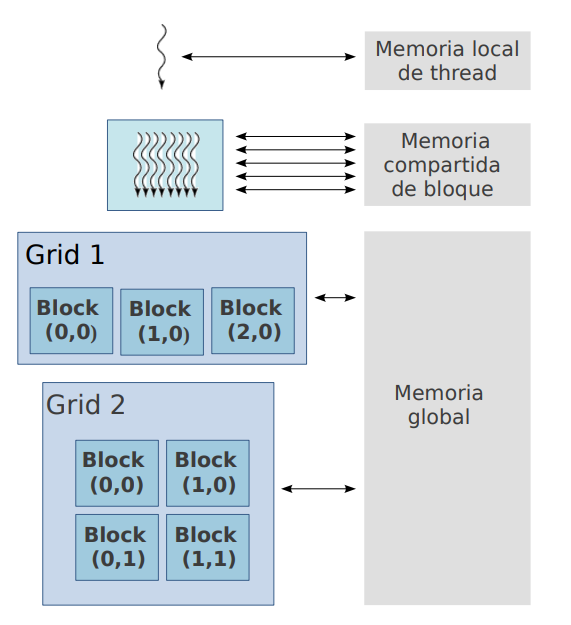 Memoria local
de thread
Memoria
compartida
de bloque
Grid 1
Block
(0,0)
Block
(1,0)
Block
(2,0)
Memoria
global
Grid 2
Block
(0,0)
Block
(1,0)
Block
(0,1)
Block
(1,1)